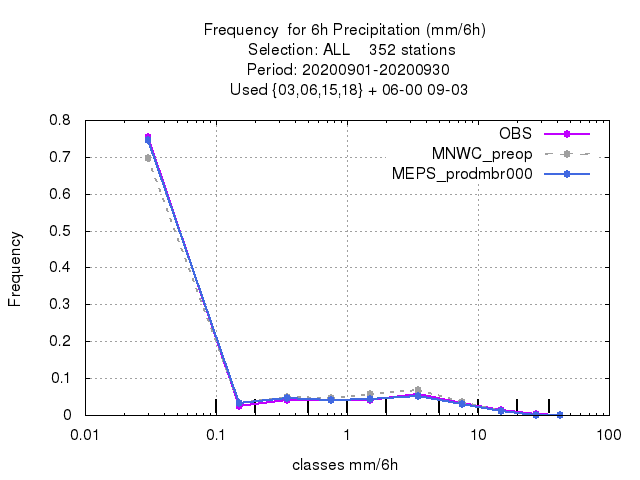 Frequency  for 6h Precipitation (mm/6h)
Selection: ALL    352 stations
Period: 20200901-20200930
Used {03,06,15,18} + 06-00 09-03
OBS
MNWC_preop
MEPS_prodmbr000
Frequency
0.8
0.7
0.6
0.5
0.4
0.3
0.2
0.1
0
0.01 0.1 1 10 100
classes mm/6h